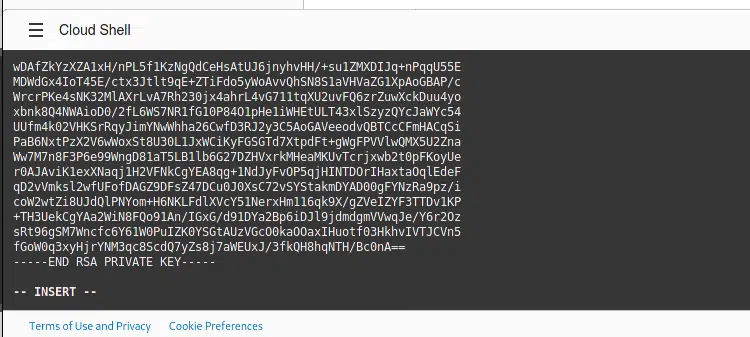 Cloud Shell
wDAfZkYzXZA1xH/nPL5f1KzNgQdCeHsAtUJ6jnyhvHH/+su1ZMXDIJq+nPqqU55E
MDWdGx4IoT45E/ctx3Jtlt9qE+ZTiFdo5yWoAvvQhSN8S1aVHVaZG1XpAoGBAP/c
WrcrPKe4sNK32MlAXrLvA7Rh230jx4ahrL4vG711tqXU2uvFQ6zrZuwXckDuu4yo
xbnk8Q4NWAioD0/2fL6WS7NR1fG10P84O1pHe1iWHEtULT43xlSzyzQYcJaWYc54
UUfm4k02VHKSrRqyJimYNwWhha26CwfD3RJ2y3C5AoGAVeeodvQBTCcCFmHACqSi
PaB6NxtPzX2V6wWoxSt8U30L1JxWCiKyFGSGTd7XtpdFt+gWgFPVVlwQMX5U2Zna
Ww7M7n8F3P6e99WngD81aT5LB1lb6G27DZHVxrkMHeaMKUvTcrjxwb2t0pFKoyUe
r0AJAviK1exXNaqj1H2VFNkCgYEA8qg+1NdJyFvOP5qjHINTDOrIHaxtaOqlEdeF
qD2vVmksl2wfUFofDAGZ9DFsZ47DCu0J0XsC72vSYStakmDYAD00gFYNzRa9pz/i
coW2wtZi8UJdQlPNYom+H6NKLFdlXVcY51NerxHm116qk9X/gZVeIZYF3TTDv1KP
+TH3UekCgYAa2WiN8FQo91An/IGxG/d91DYa2Bp6iDJl9jdmdgmVVwqJe/Y6r2Oz
sRt96gSM7Wncfc6Y61W0PuIZK0YSGtAUzVGcO0kaOOaxIHuotf03HkhvIVTJCVn5
fGoW0q3xyHjrYNM3qc8ScdQ7yZs8j7aWEUxJ/3fkQH8hqNTH/Bc0nA==
-----END RSA PRIVATE KEY-----
-- INSERT --
Terms of Use and Privacy Cookie Preferences